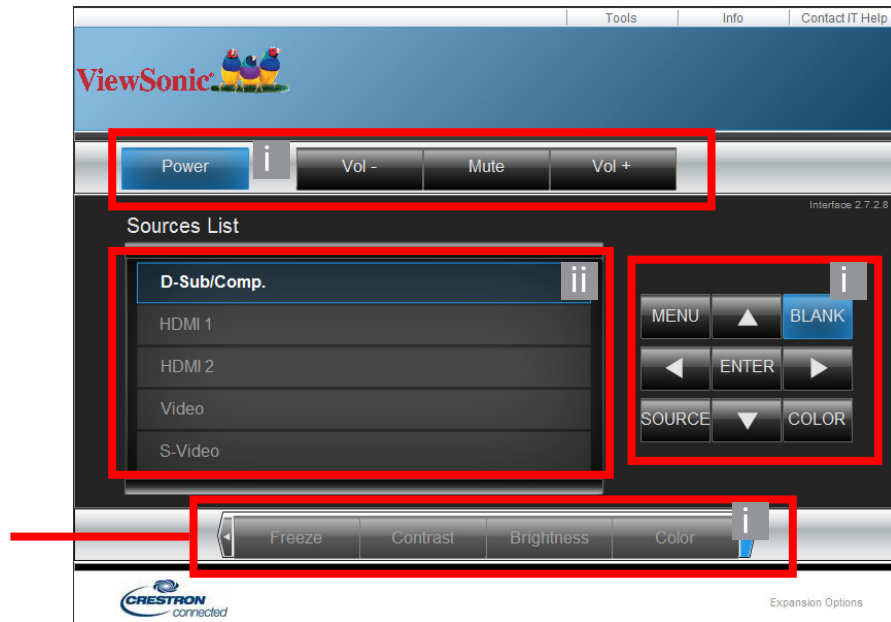 Tools Info Contact IT Help
ViewSonic
Power i Vol - Mute Vol +
Interface 2.7.2.8
Sources List
D-Sub/Comp. ii
HDMI 1
HDMI 2
Video
S-Video
i
MENU BLANK
ENTER
SOURCE COLOR
Freeze Contrast Brightness Color i
CRESTRON
connected
Expansion Options